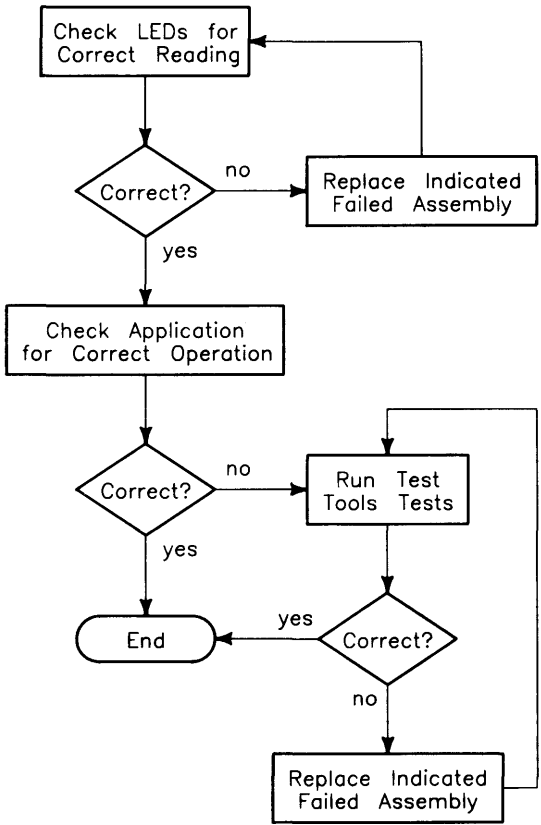 Check LEDs for
Correct Reading
Correct?
no
Replace Indicated
Failed Assembly
yes
Check Application
for Correct Operation
Correct?
no
Run Test
Tools Tests
yes
End
yes
Correct?
no
Replace Indicated
Failed Assembly